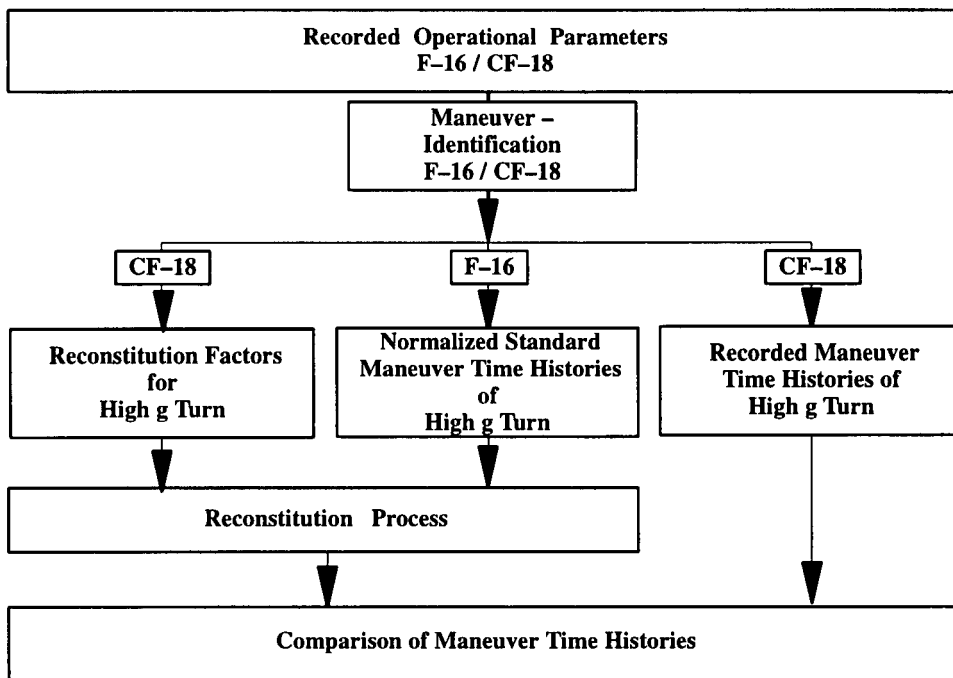 Recorded Operational Parameters
F–16 / CF–18
Maneuver –
Identification
F–16 / CF–18
CF–18
F–16
CF–18
Reconstitution Factors
for
High g Turn
Normalized Standard
Maneuver Time Histories
of
High g Turn
Recorded Maneuver
Time Histories of
High g Turn
Reconstitution Process
Comparison of Maneuver Time Histories